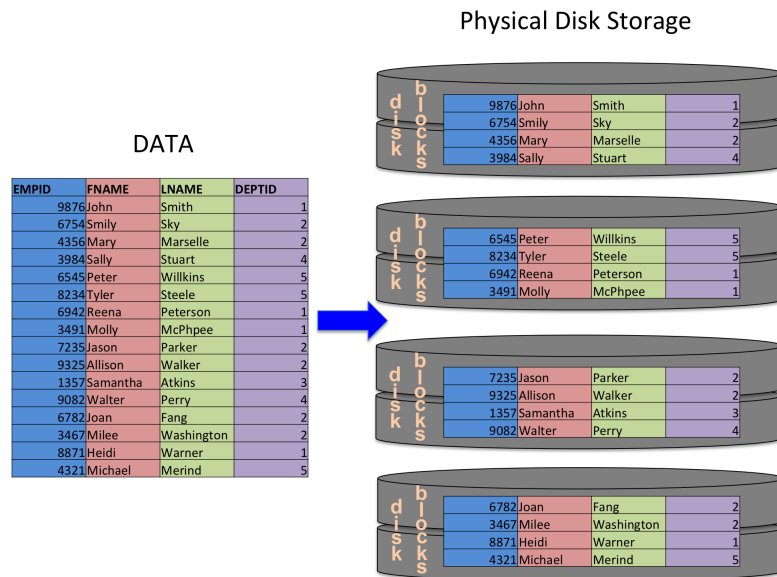 Physical Disk Storage
DATA
EMPID FNAME LNAME DEPTID
9876 John Smith 1
6754 Smily Sky 2
4356 Mary Marselle 2
3984 Sally Stuart 4
6545 Peter Willkins 5
8234 Tyler Steele 5
6942 Reena Peterson 1
3491 Molly McPhpee 1
7235 Jason Parker 2
9325 Allison Walker 2
1357 Samantha Atkins 3
9082 Walter Perry 4
6782 Joan Fang 2
3467 Milee Washington 2
8871 Heidi Warner 1
4321 Michael Merind 5
disk blocks
9876 John Smith 1
6754 Smily Sky 2
4356 Mary Marselle 2
3984 Sally Stuart 4
disk blocks
6545 Peter Willkins 5
8234 Tyler Steele 5
6942 Reena Peterson 1
3491 Molly McPhpee 1
disk blocks
7235 Jason Parker 2
9325 Allison Walker 2
1357 Samantha Atkins 3
9082 Walter Perry 4
disk blocks
6782 Joan Fang 2
3467 Milee Washington 2
8871 Heidi Warner 1
4321 Michael Merind 5